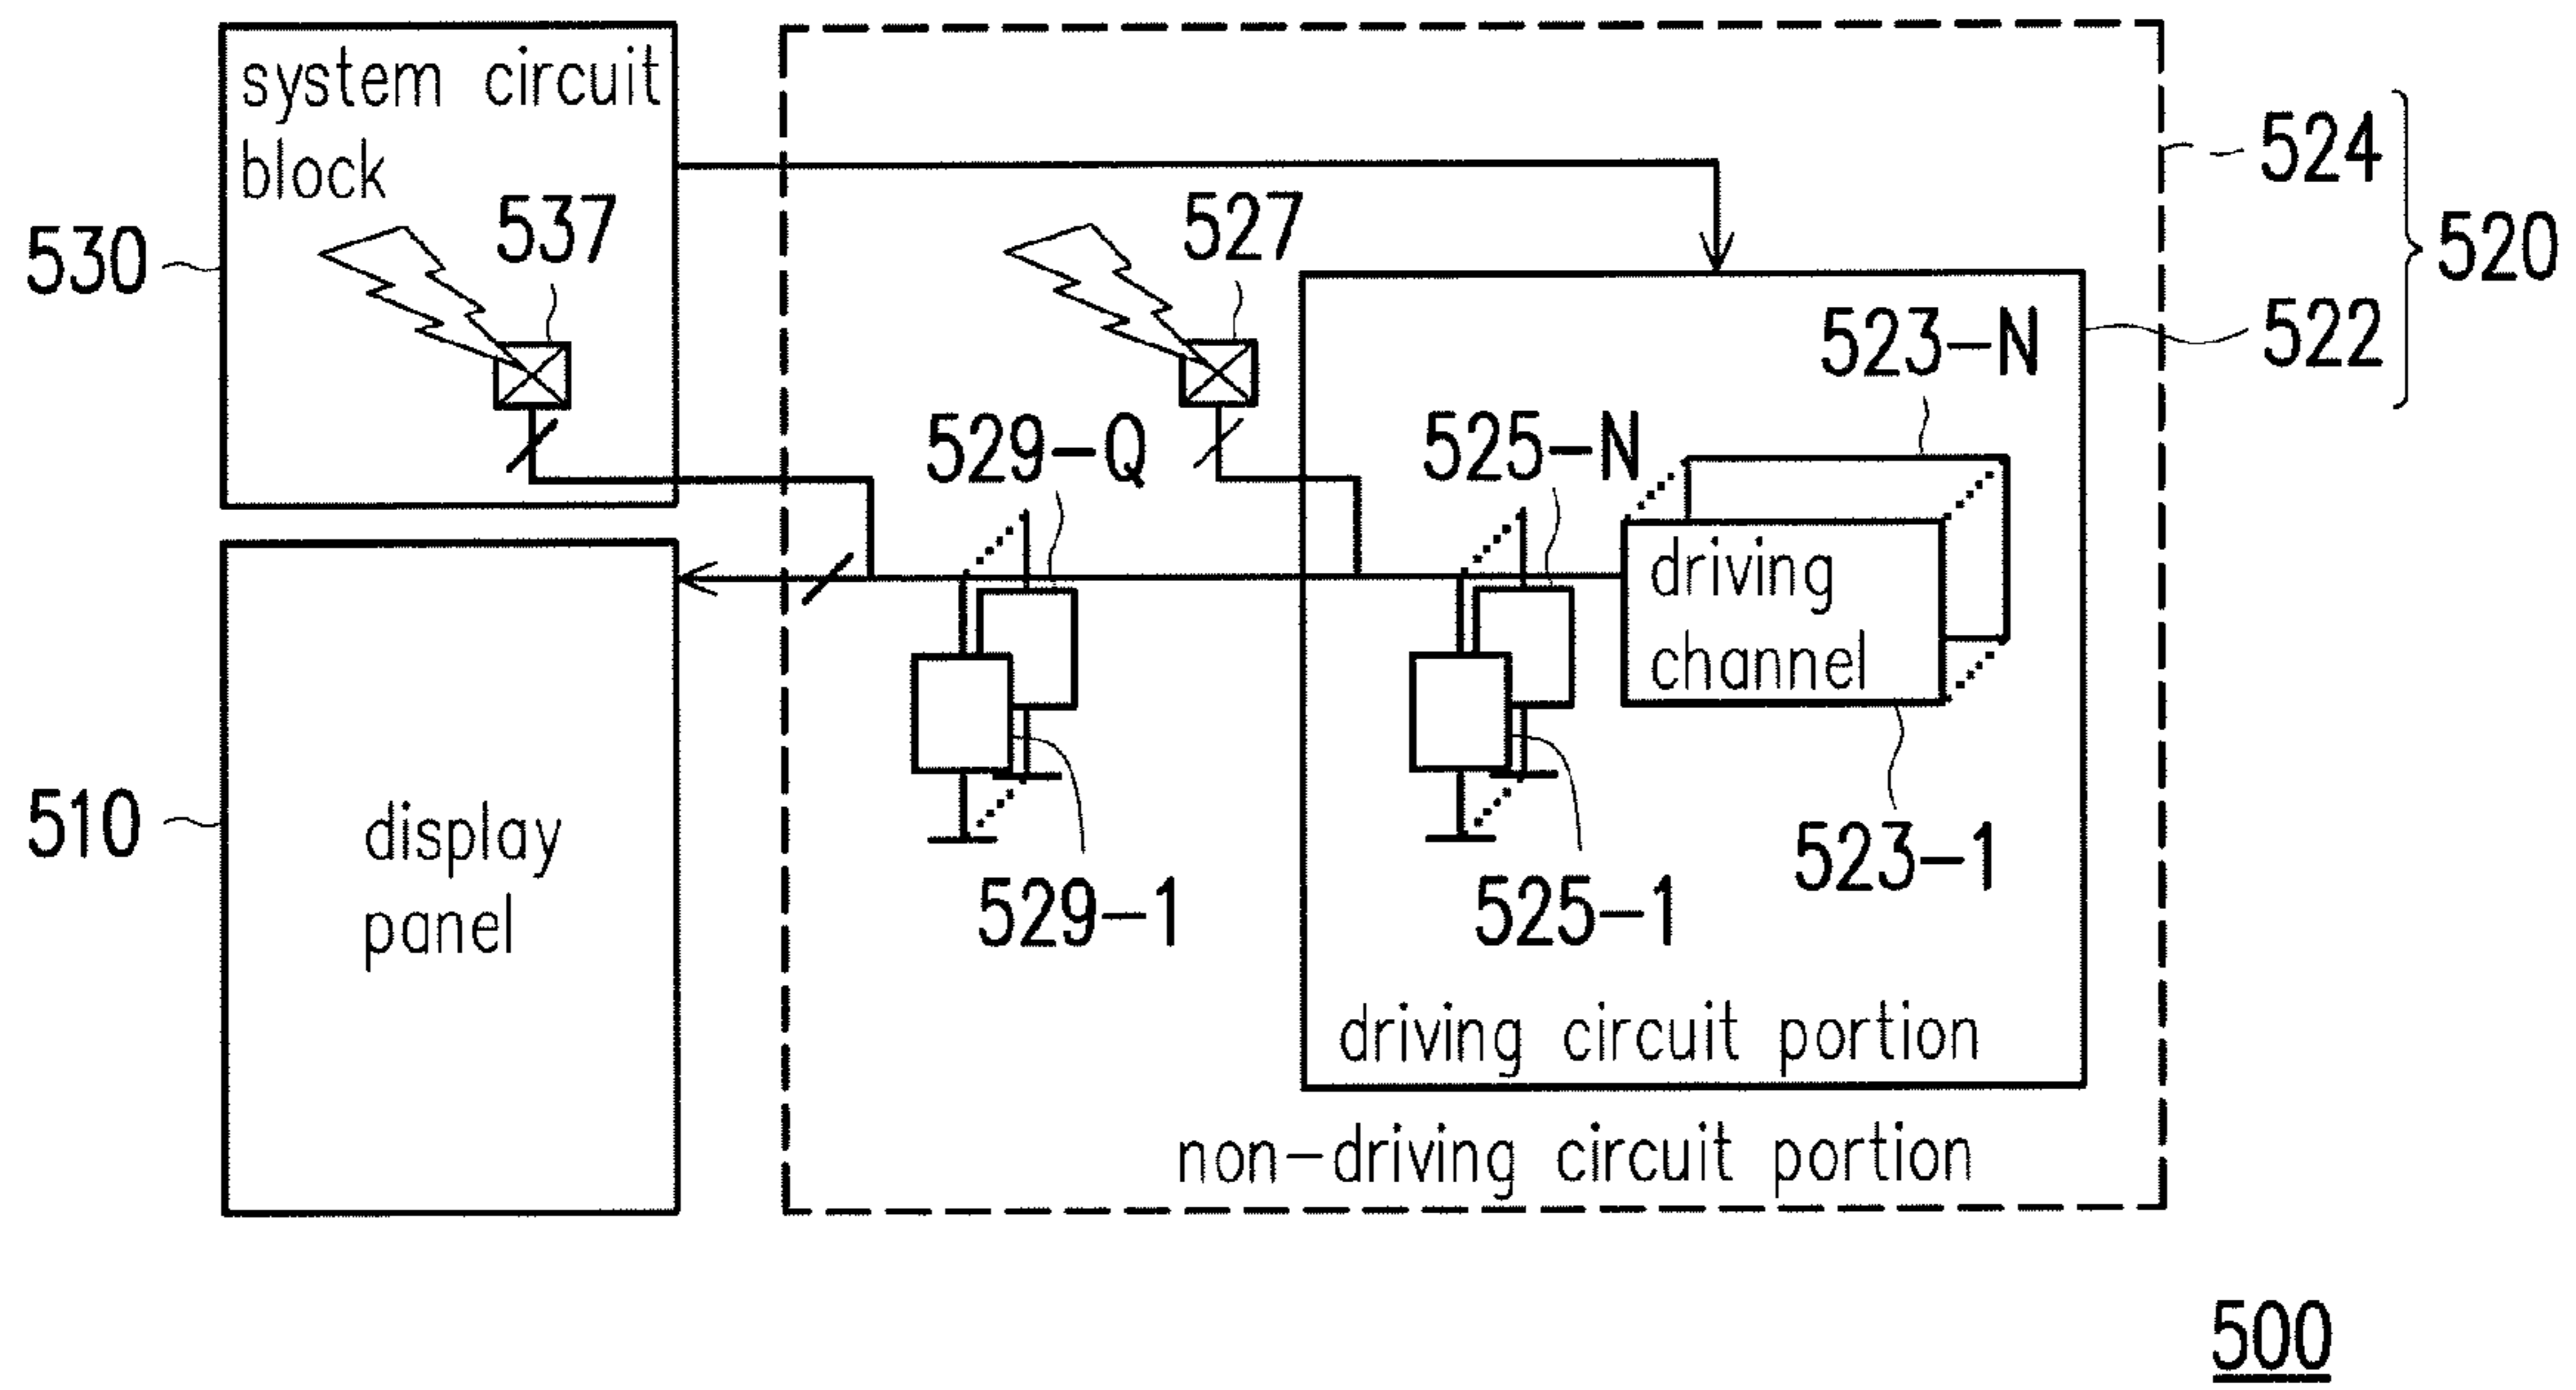 system circuit
block
537
530
527
524
520
522
523-N
529-Q
525-N
driving
channel
510
display
panel
529-1
525-1
523-1
driving circuit portion
non-driving circuit portion
500